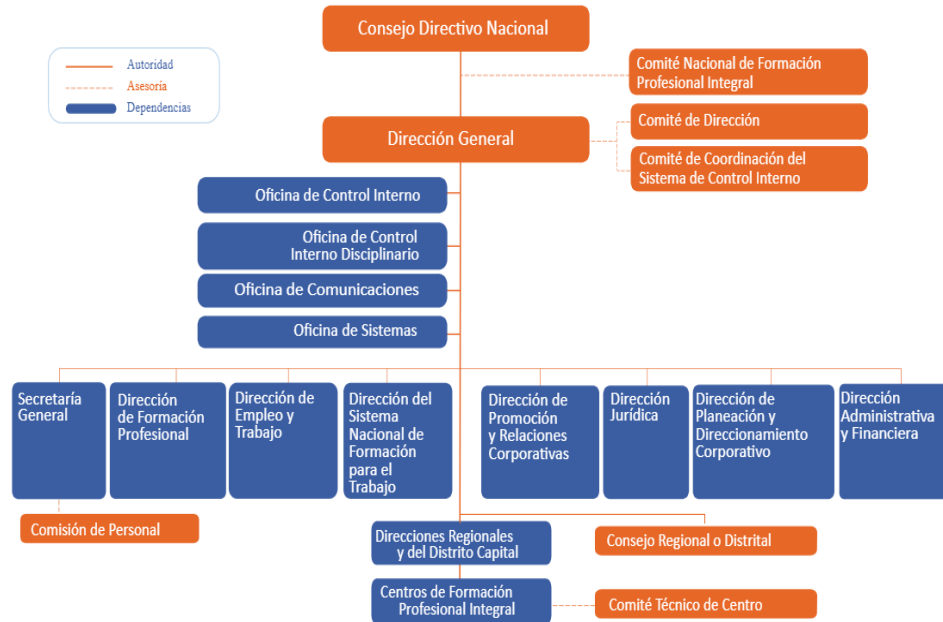 Consejo Directivo Nacional
Autoridad
Asesoría
Dependencias
Comité Nacional de Formación
Profesional Integral
Dirección General
Comité de Dirección
Comité de Coordinación del
Sistema de Control Interno
Oficina de Control Interno
Oficina de Control
Interno Disciplinario
Oficina de Comunicaciones
Oficina de Sistemas
Secretaría
General
Dirección
de Formación
Profesional
Dirección de
Empleo y
Trabajo
Dirección del
Sistema
Nacional de
Formación
para el
Trabajo
Dirección de
Promoción
y Relaciones
Corporativas
Dirección
Jurídica
Dirección de
Planeación y
Direccionamiento
Corporativo
Dirección
Administrativa
y Financiera
Comisión de Personal
Direcciones Regionales
y del Distrito Capital
Consejo Regional o Distrital
Centros de Formación
Profesional Integral
Comité Técnico de Centro